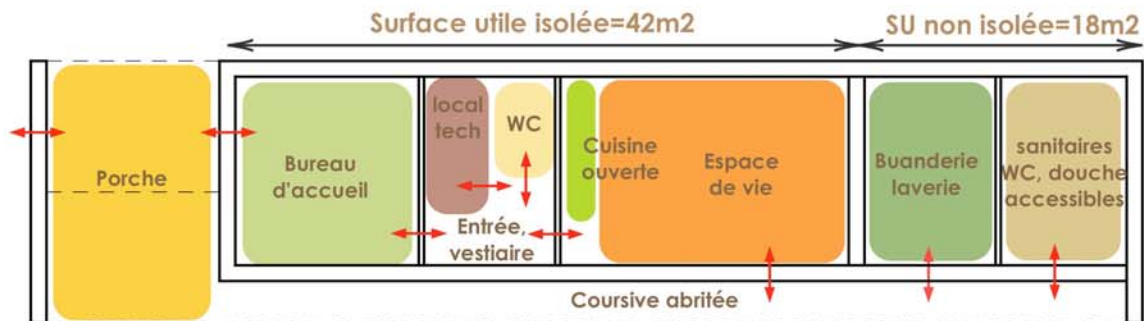 Surface utile isolée=42m2
SU non isolée=18m2
Porche
Bureau
d'accueil
local
tech
WC
Entrée,
vestiaire
Cuisine
ouverte
Espace
de vie
Buanderie
laverie
sanitaires
WC, douche
accessibles
Coursive abritée